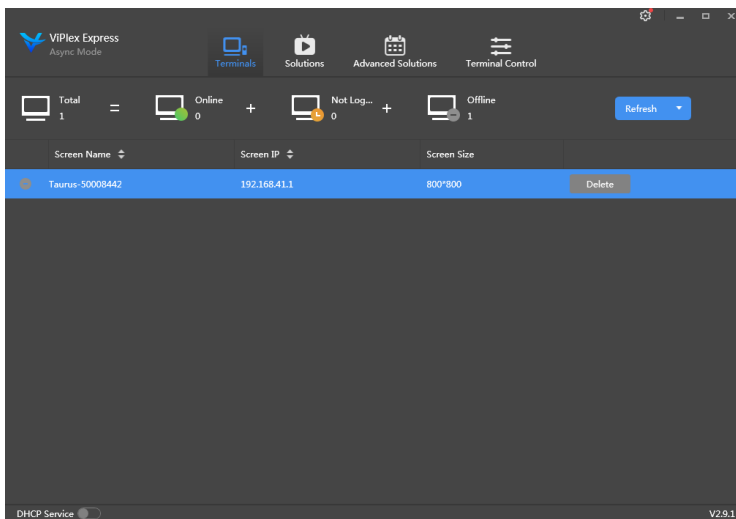 ViPlex Express
Async Mode
Terminals
Solutions
Advanced Solutions
Terminal Control
Total
1
=
Online
0
+
Not Log...
0
+
Offline
1
Refresh
Screen Name
Screen IP
Screen Size
Taurus-50008442
192.168.41.1
800*800
Delete
DHCP Service
V2.9.1